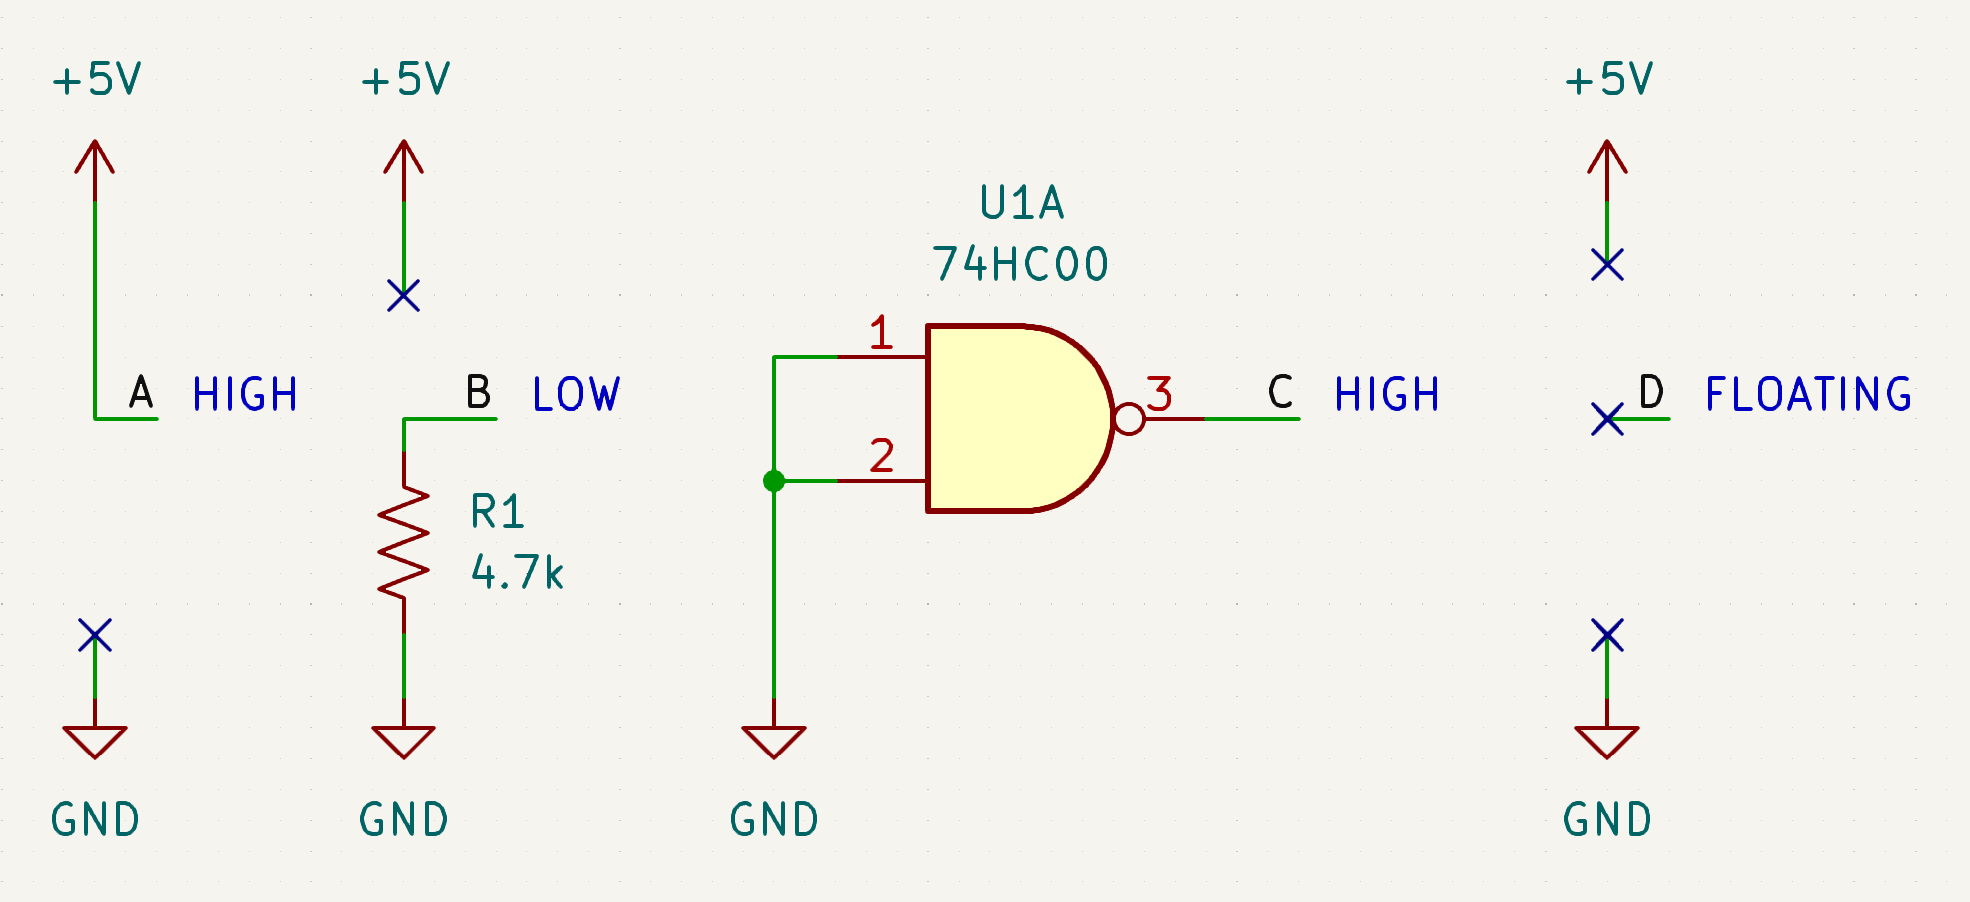 +5V
+5V
+5V
U1A
74HC00
1
A
HIGH
B
LOW
3
C
HIGH
D
FLOATING
2
R1
4.7k
GND
GND
GND
GND